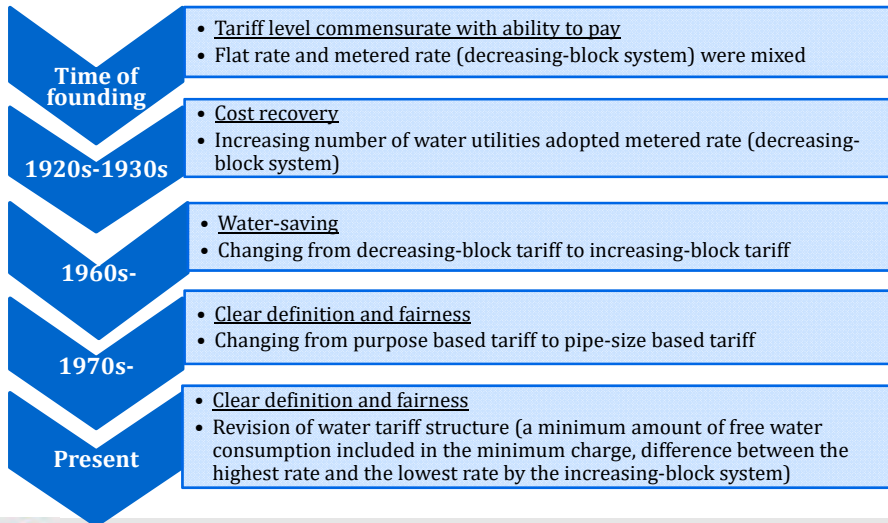 Time of
founding
• Tariff level commensurate with ability to pay
• Flat rate and metered rate (decreasing-block system) were mixed
1920s-1930s
• Cost recovery
• Increasing number of water utilities adopted metered rate (decreasing-
block system)
1960s-
• Water-saving
• Changing from decreasing-block tariff to increasing-block tariff
1970s-
• Clear definition and fairness
• Changing from purpose based tariff to pipe-size based tariff
Present
• Clear definition and fairness
• Revision of water tariff structure (a minimum amount of free water
consumption included in the minimum charge, difference between the
highest rate and the lowest rate by the increasing-block system)